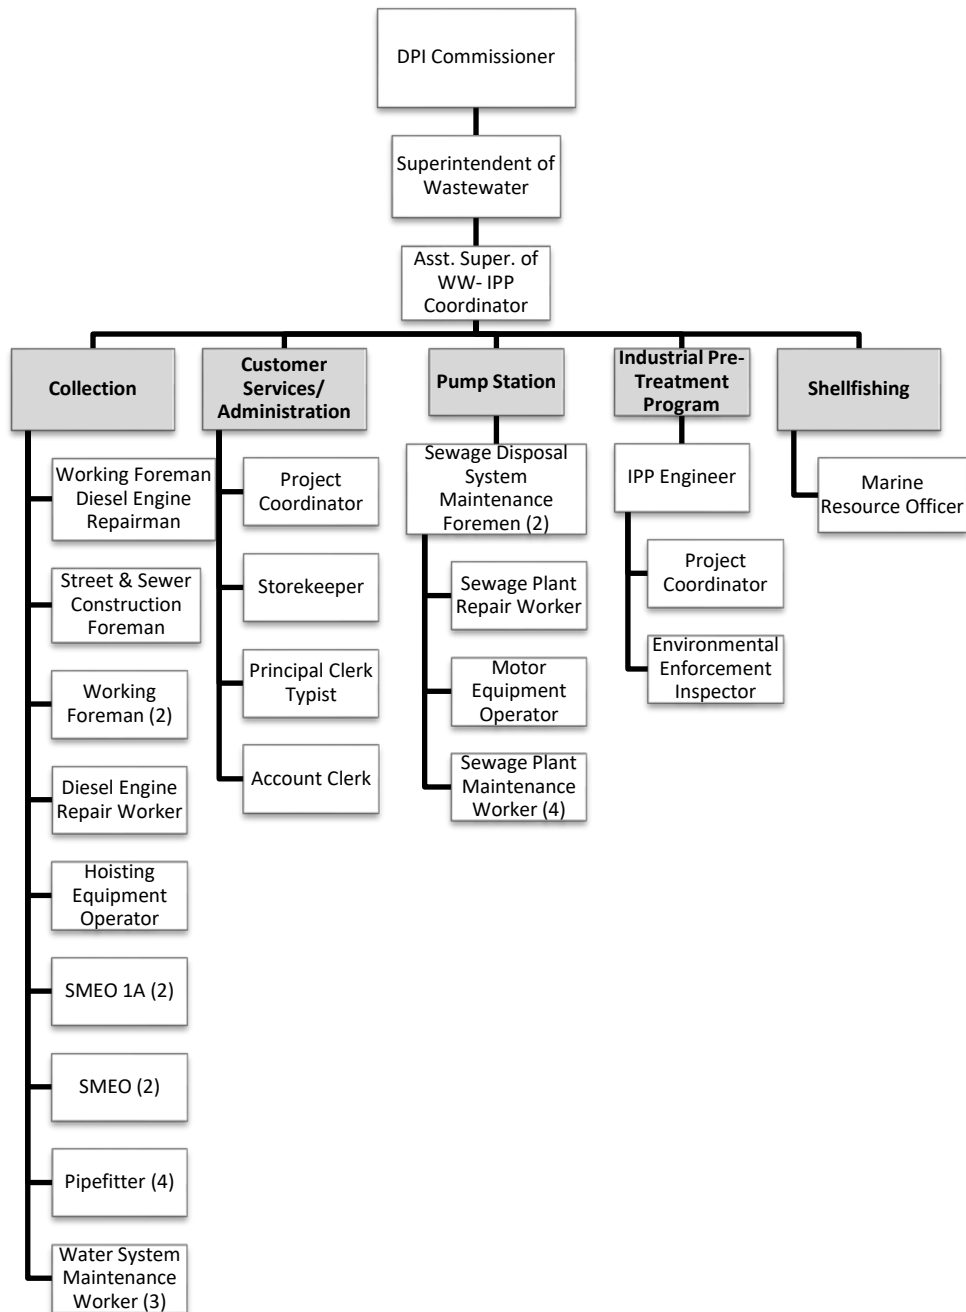 DPI Commissioner
Superintendent of
Wastewater
Asst. Super. of
WW- IPP
Coordinator
Collection
Working Foreman
Diesel Engine
Repairman
Street & Sewer
Construction
Foreman
Working
Foreman (2)
Diesel Engine
Repair Worker
Hoisting
Equipment
Operator
SMEO 1A (2)
SMEO (2)
Pipefitter (4)
Water System
Maintenance
Worker (3)
Customer
Services/
Administration
Project
Coordinator
Storekeeper
Principal Clerk
Typist
Account Clerk
Pump Station
Sewage Disposal
System
Maintenance
Foremen (2)
Sewage Plant
Repair Worker
Motor
Equipment
Operator
Sewage Plant
Maintenance
Worker (4)
Industrial Pre-
Treatment
Program
IPP Engineer
Project
Coordinator
Environmental
Enforcement
Inspector
Shellfishing
Marine
Resource Officer